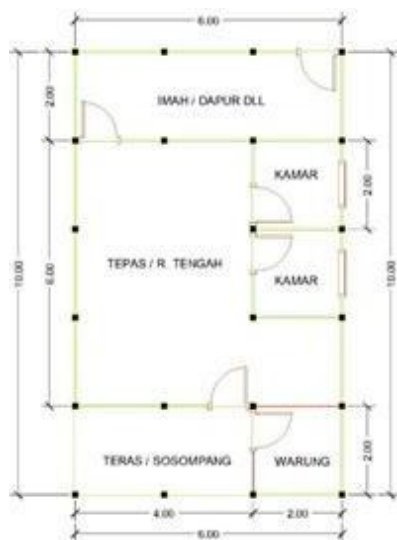 6.00
2.00
IMAH / DAPUR DLL
KAMAR
2.00
10.00
6.00
TEPAS / R. TENGAH
KAMAR
10.00
TERAS / SOSOMPANG
WARUNG
2.00
4.00
2.00
6.00